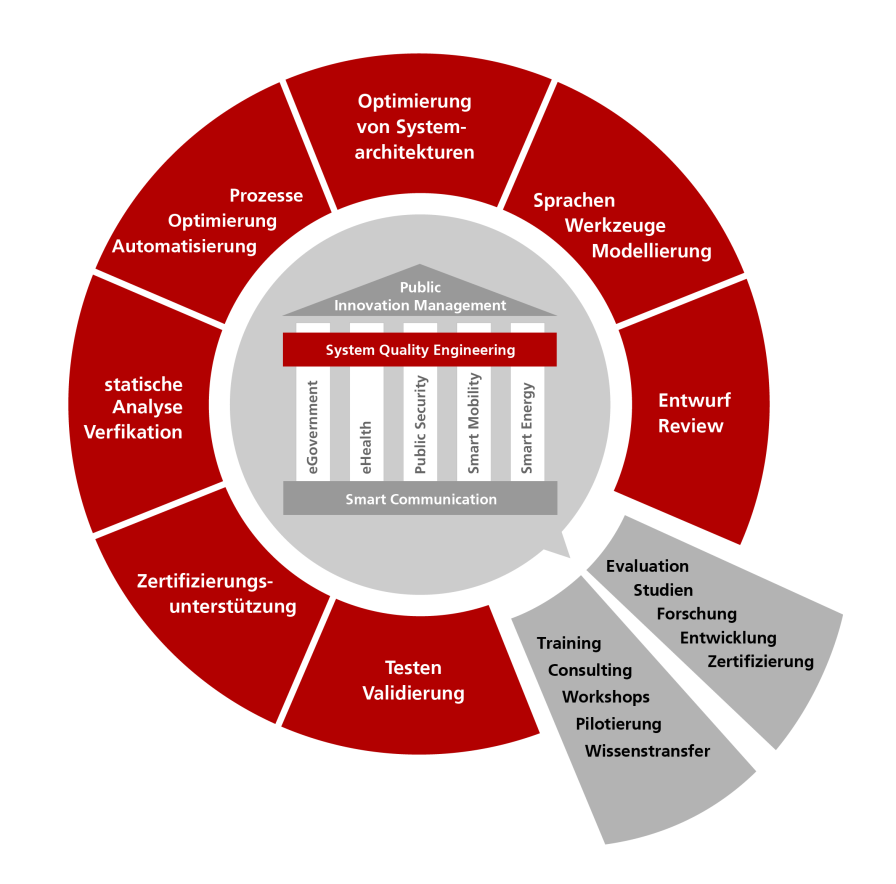 Optimierung
von System-
architekturen
Sprachen
Werkzeuge
Modellierung
Entwurf
Review
Evaluation
Studien
Forschung
Entwicklung
Zertifizierung
Training
Consulting
Workshops
Pilotierung
Wissenstransfer
Testen
Validierung
Zertifizierungs-
unterstützung
statische
Analyse
Verfikation
Prozesse
Optimierung
Automatisierung
Public
Innovation Management
System Quality Engineering
eGovernment
eHealth
Public Security
Smart Mobility
Smart Energy
Smart Communication